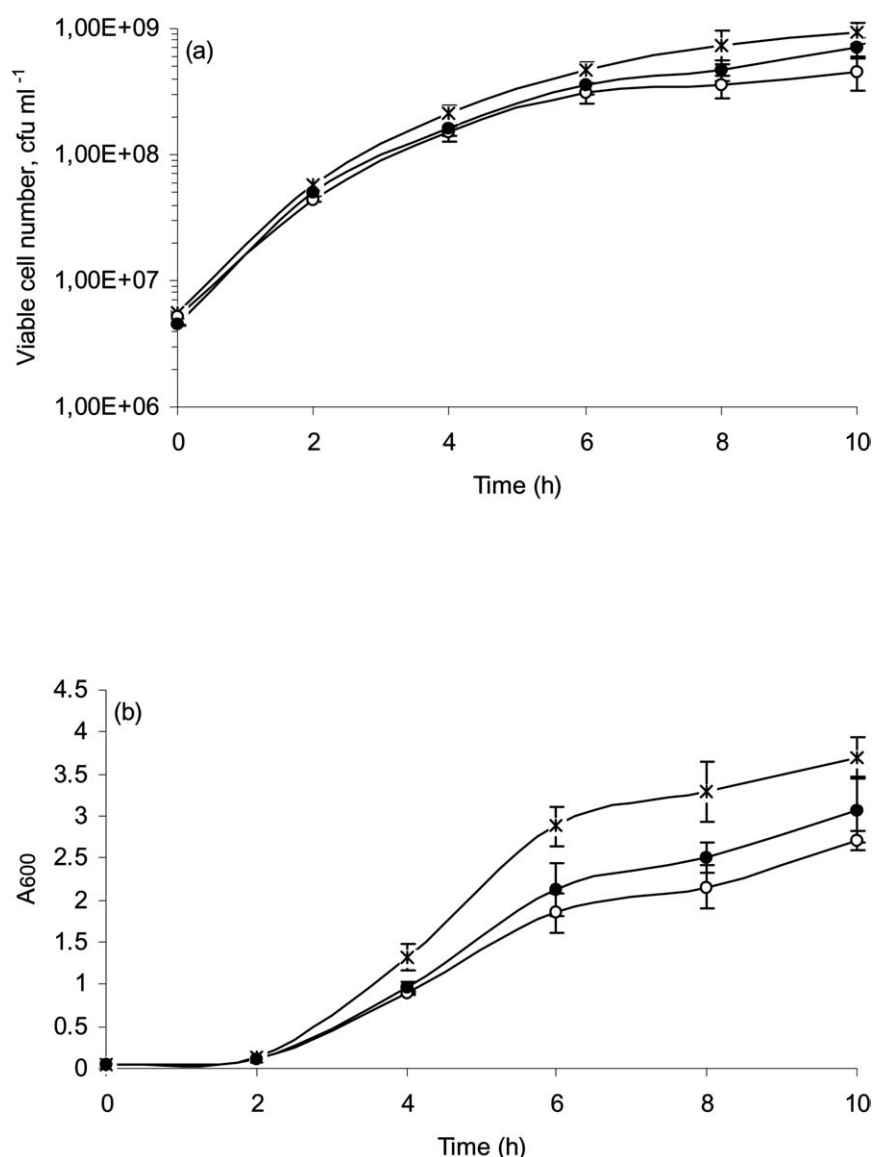 1,00E+09
(a)
1,00E+08
1,00E+07
1,00E+06
Viable cell number, cfu ml -1
0 2 4 6 8 10
Time (h)
4.5
(b)
4
3.5
3
2.5
2
1.5
1
0.5
0
A600
0 2 4 6 8 10
Time (h)